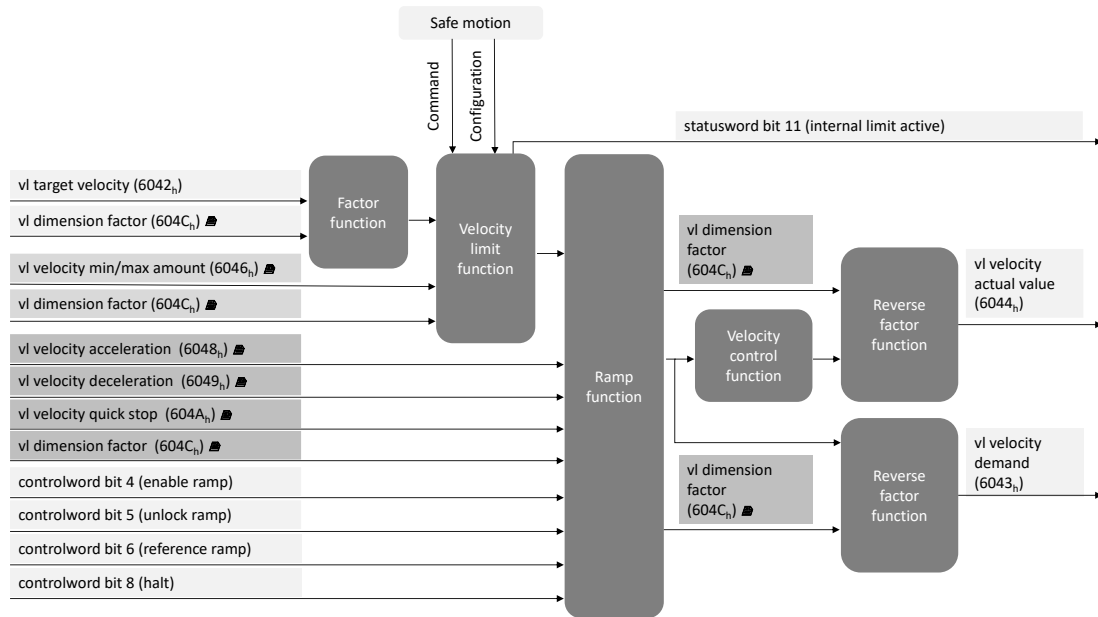 Safe motion
Command
Configuration
statusword bit 11 (internal limit active)
vl target velocity (6042h)
vl dimension factor (604Ch)
Factor
function
Velocity
limit
function
vl velocity min/max amount (6046h)
vl dimension factor (604Ch)
vl velocity acceleration (6048h)
vl velocity deceleration (6049h)
vl velocity quick stop (604Ah)
vl dimension factor (604Ch)
controlword bit 4 (enable ramp)
controlword bit 5 (unlock ramp)
controlword bit 6 (reference ramp)
controlword bit 8 (halt)
Ramp
function
vl dimension
factor
(604Ch)
Velocity
control
function
Reverse
factor
function
vl velocity
actual value
(6044h)
vl dimension
factor
(604Ch)
Reverse
factor
function
vl velocity
demand
(6043h)